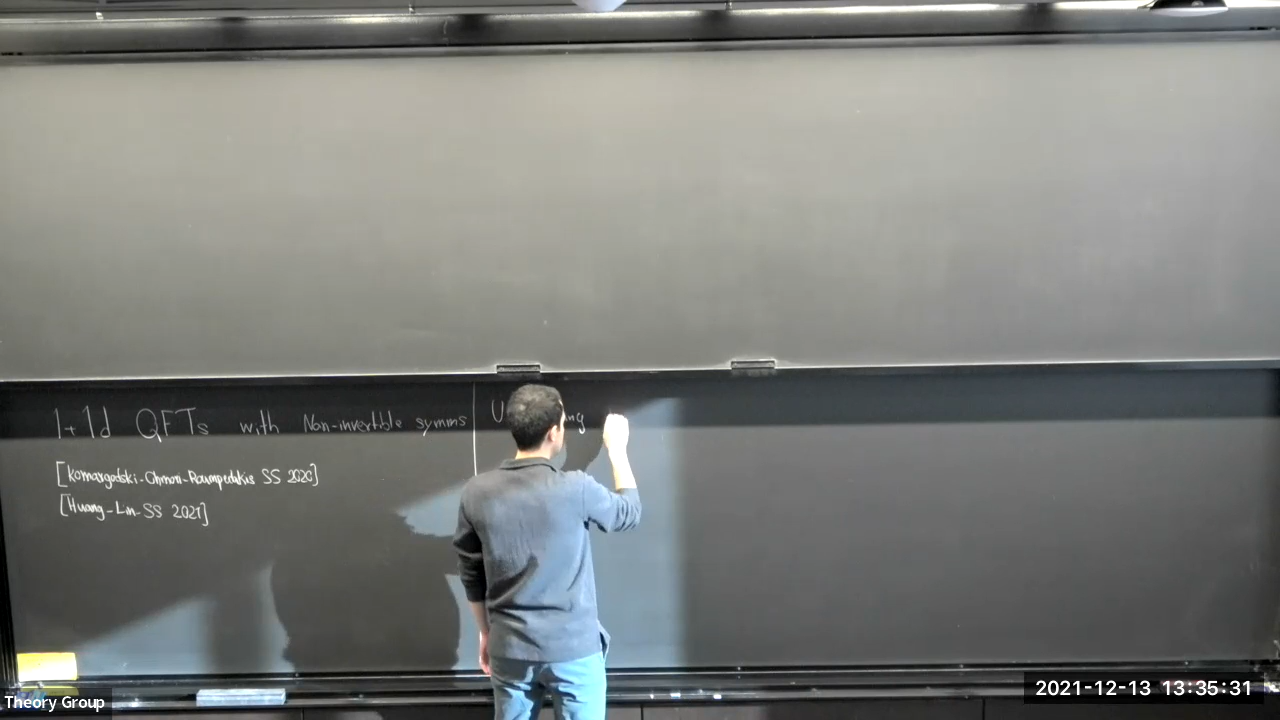 1+1d QFTs with Non-invertible symms
[Komargodski-Ohmori-Roumpedakis SS 2020]
[Huang-Lin-SS 2021]
Theory Group
2021-12-13 13:35:31